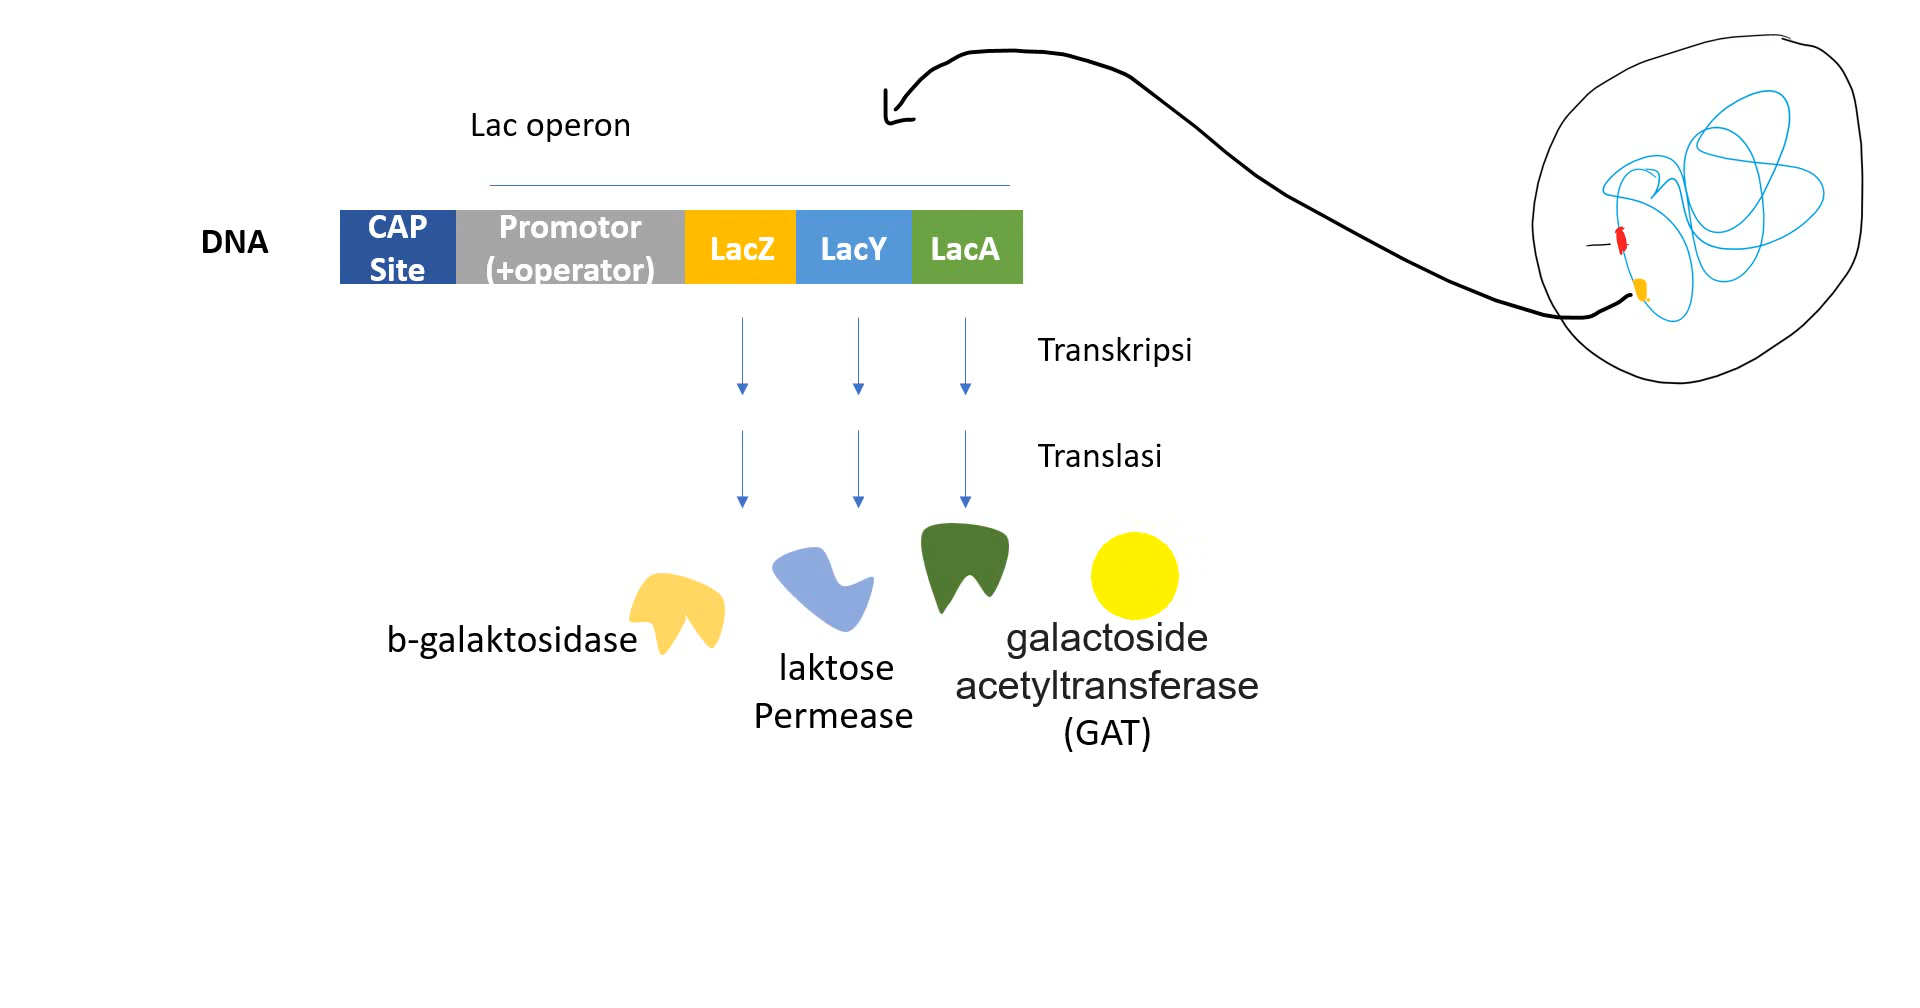 Lac operon
DNA
CAP
Site
Promotor
(+operator)
LacZ
LacY
LacA
Transkripsi
Translasi
b-galaktosidase
laktose
Permease
galactoside
acetyltransferase
(GAT)